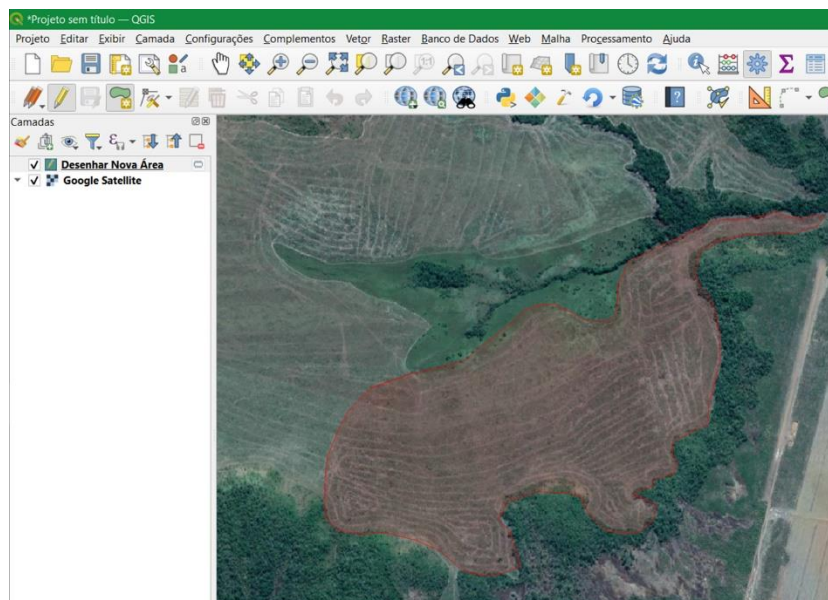 *Projeto sem título — QGIS
Projeto Editar Exibir Camada Configurações Complementos Vetor Raster Banco de Dados Web Malha Processamento Ajuda
Camadas
Desenhar Nova Área
Google Satellite